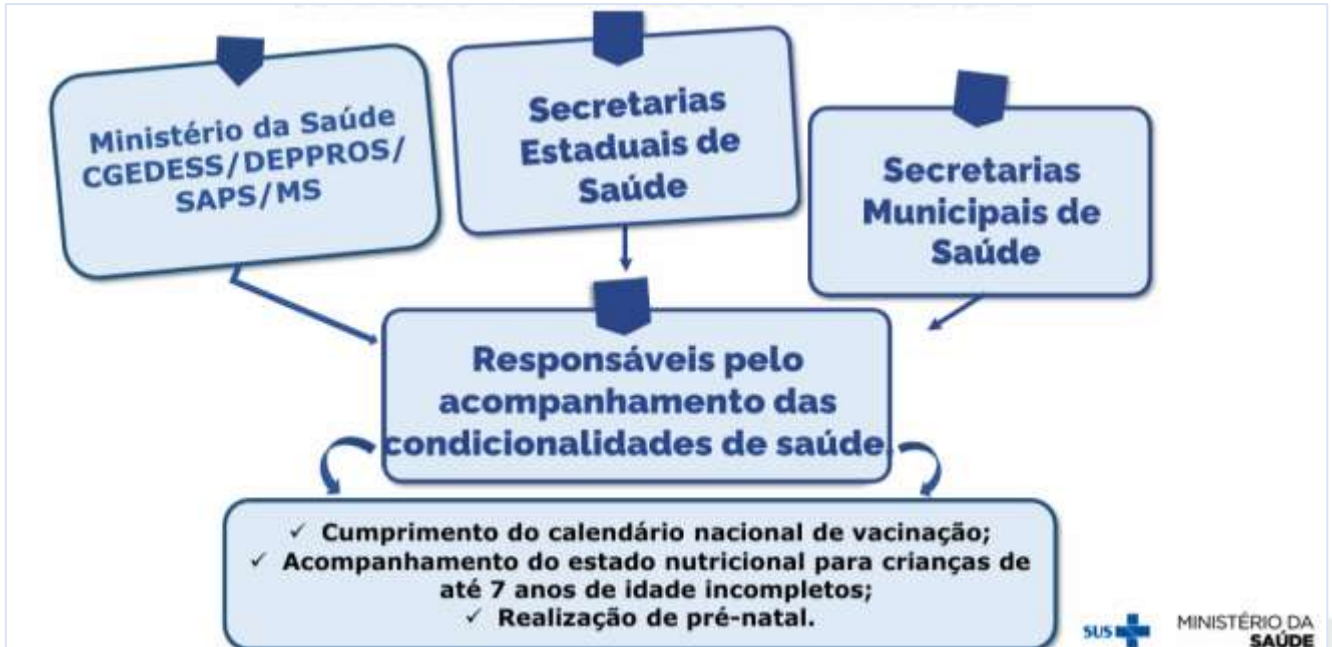 Ministério da Saúde
CGEDESS/DEPPROS/
SAPS/MS
Secretarias
Estaduais de
Saúde
Secretarias
Municipais de
Saúde
Responsáveis pelo
acompanhamento das
condicionalidades de saúde.
✓ Cumprimento do calendário nacional de vacinação;
✓ Acompanhamento do estado nutricional para crianças de
até 7 anos de idade incompletos;
✓ Realização de pré-natal.
SUS
MINISTÉRIO DA
SAÚDE